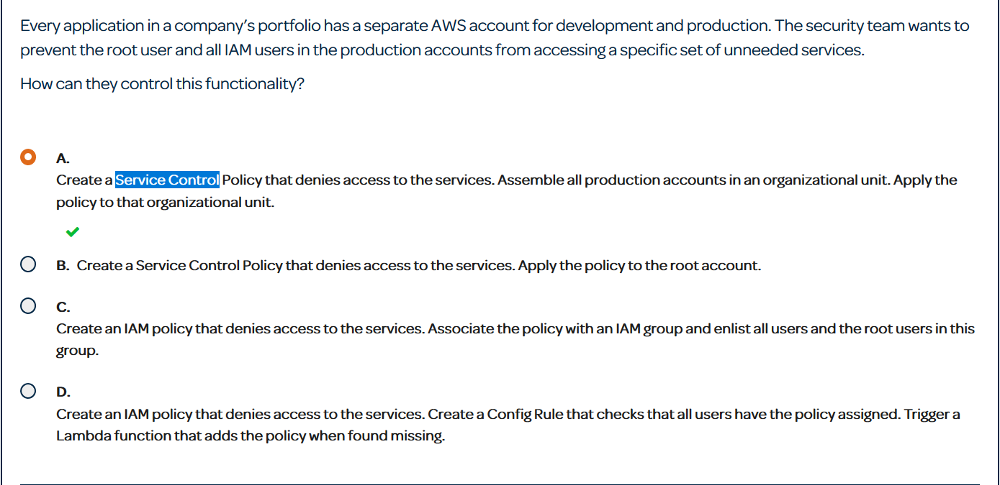 Every application in a company's portfolio has a separate AWS account for development and production. The security team wants to
prevent the root user and all IAM users in the production accounts from accessing a specific set of unneeded services.
How can they control this functionality?
A.
Create a Service Control Policy that denies access to the services. Assemble all production accounts in an organizational unit. Apply the
policy to that organizational unit.
B. Create a Service Control Policy that denies access to the services. Apply the policy to the root account.
C.
Create an IAM policy that denies access to the services. Associate the policy with an IAM group and enlist all users and the root users in this
group.
D.
Create an IAM policy that denies access to the services. Create a Config Rule that checks that all users have the policy assigned. Trigger a
Lambda function that adds the policy when found missing.